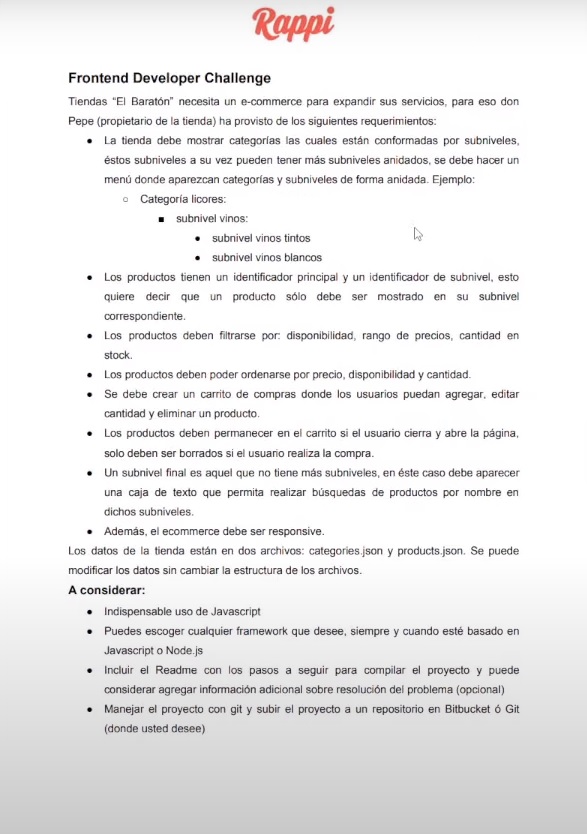 Rappi
Frontend Developer Challenge
Tiendas “El Baratón” necesita un e-commerce para expandir sus servicios, para eso don
Pepe (propietario de la tienda) ha provisto de los siguientes requerimientos:
● La tienda debe mostrar categorías las cuales están conformadas por subniveles,
éstos subniveles a su vez pueden tener más subniveles anidados, se debe hacer un
menú donde aparezcan categorías y subniveles de forma anidada. Ejemplo:
○ Categoría licores:
■ subnivel vinos:
● subnivel vinos tintos
● subnivel vinos blancos
● Los productos tienen un identificador principal y un identificador de subnivel, esto
quiere decir que un producto sólo debe ser mostrado en su subnivel
correspondiente.
● Los productos deben filtrarse por: disponibilidad, rango de precios, cantidad en
stock.
● Los productos deben poder ordenarse por precio, disponibilidad y cantidad.
● Se debe crear un carrito de compras donde los usuarios puedan agregar, editar
cantidad y eliminar un producto.
● Los productos deben permanecer en el carrito si el usuario cierra y abre la página,
solo deben ser borrados si el usuario realiza la compra.
● Un subnivel final es aquel que no tiene más subniveles, en éste caso debe aparecer
una caja de texto que permita realizar búsquedas de productos por nombre en
dichos subniveles.
● Además, el ecommerce debe ser responsive.
Los datos de la tienda están en dos archivos: categories.json y products.json. Se puede
modificar los datos sin cambiar la estructura de los archivos.
A considerar:
● Indispensable uso de Javascript
● Puedes escoger cualquier framework que desee, siempre y cuando esté basado en
Javascript o Node.js
● Incluir el Readme con los pasos a seguir para compilar el proyecto y puede
considerar agregar información adicional sobre resolución del problema (opcional)
● Manejar el proyecto con git y subir el proyecto a un repositorio en Bitbucket ó Git
(donde usted desee)